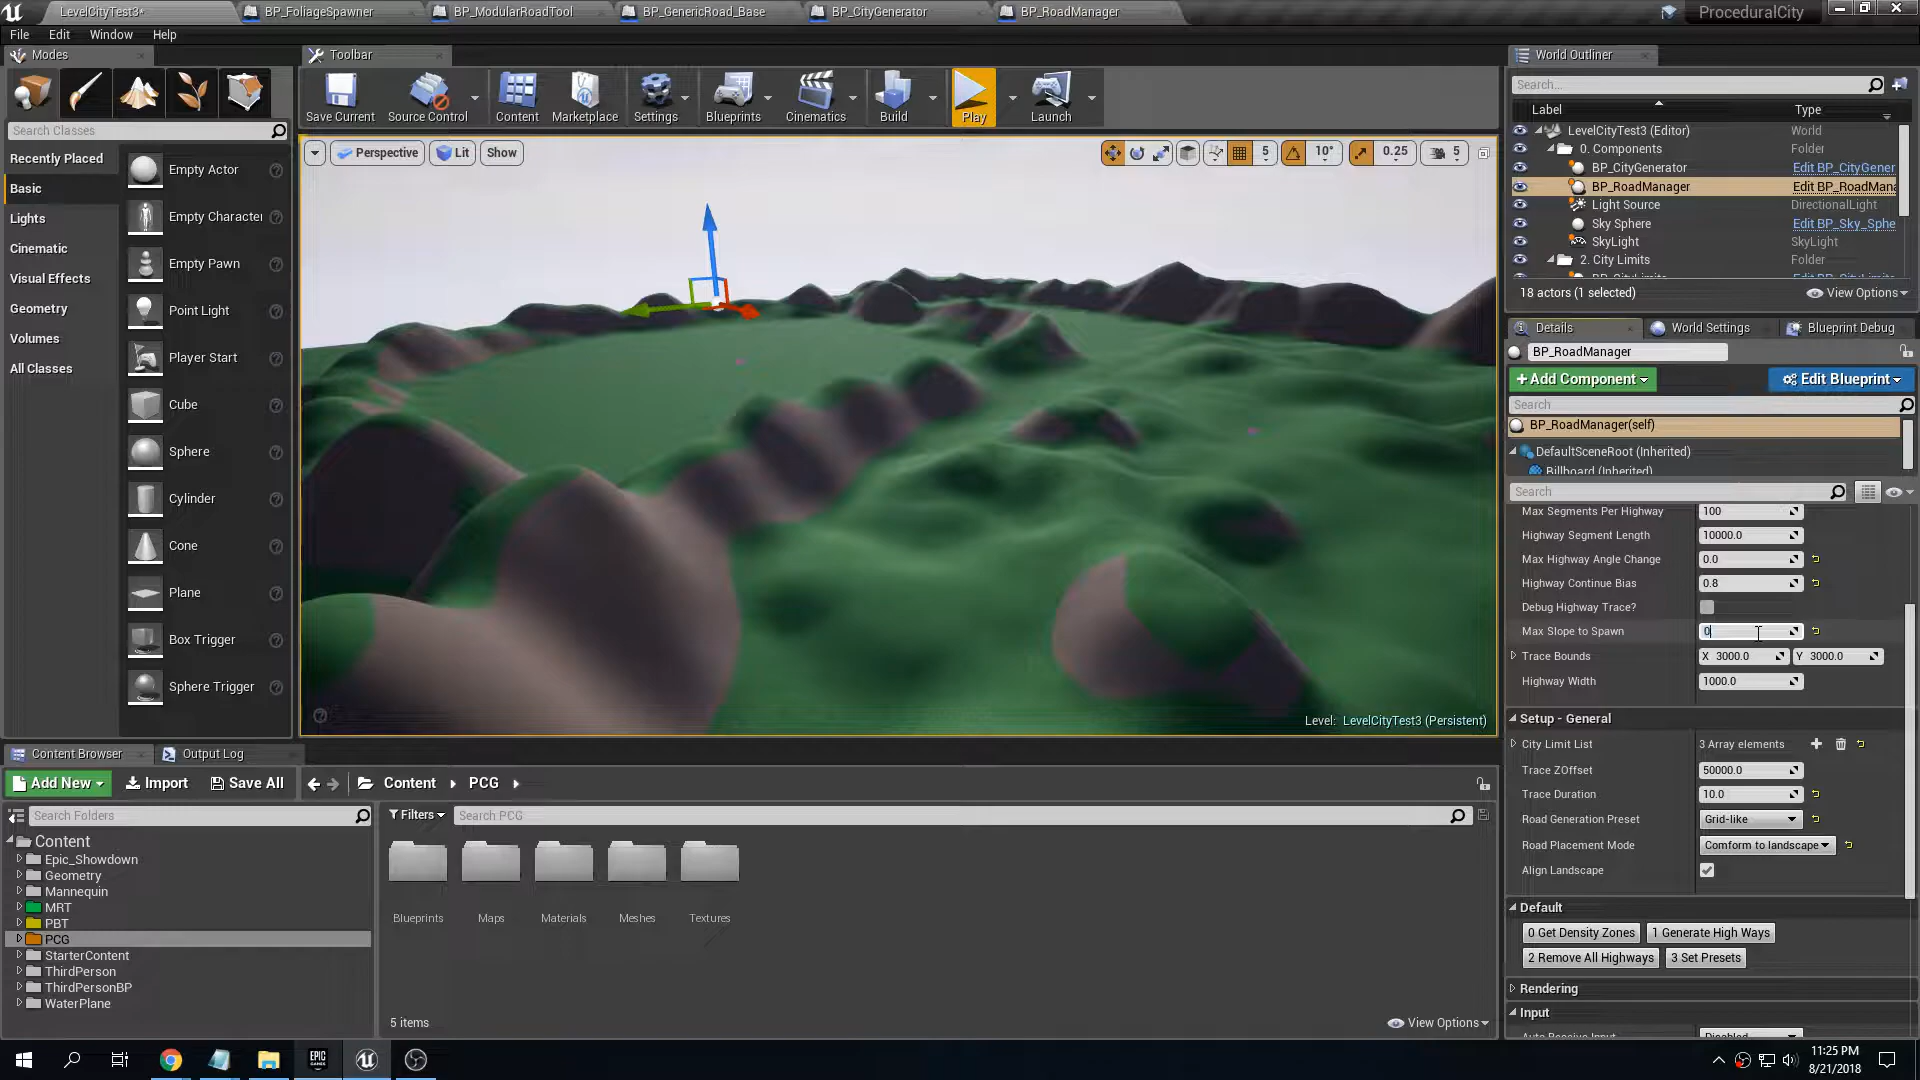 LevelCityTest3*
BP_FoliageSpawner
BP_ModularRoadTool
BP_GenericRoad_Base
BP_CityGenerator
BP_RoadManager
ProceduralCity
File Edit Window Help
Modes
Toolbar
World Outliner
Save Current
Source Control
Content
Marketplace
Settings
Blueprints
Cinematics
Build
Play
Launch
Search Classes
Recently Placed
Basic
Lights
Cinematic
Visual Effects
Geometry
Volumes
All Classes
Empty Actor
Empty Character
Empty Pawn
Point Light
Player Start
Cube
Sphere
Cylinder
Cone
Plane
Box Trigger
Sphere Trigger
Perspective
Lit
Show
5
10°
0.25
5
Level: LevelCityTest3 (Persistent)
Search...
Label Type
LevelCityTest3 (Editor) World
0. Components Folder
BP_CityGenerator Edit BP_CityGener
BP_RoadManager Edit BP_RoadMana
Light Source DirectionalLight
Sky Sphere Edit BP_Sky_Sphe
SkyLight SkyLight
2. City Limits Folder
18 actors (1 selected) View Options
Details
World Settings
Blueprint Debug
BP_RoadManager
+Add Component
Edit Blueprint
Search
BP_RoadManager(self)
DefaultSceneRoot (Inherited)
Billboard (Inherited)
Search
Max Segments Per Highway 100
Highway Segment Length 10000.0
Max Highway Angle Change 0.0
Highway Continue Bias 0.8
Debug Highway Trace?
Max Slope to Spawn 0
Trace Bounds X 3000.0 Y 3000.0
Highway Width 1000.0
Setup - General
City Limit List 3 Array elements
Trace ZOffset 50000.0
Trace Duration 10.0
Road Generation Preset Grid-like
Road Placement Mode Comform to landscape
Align Landscape
Default
0 Get Density Zones 1 Generate High Ways
2 Remove All Highways 3 Set Presets
Rendering
Input
Content Browser
Output Log
Add New
Import
Save All
Content
PCG
Search Folders
Filters
Search PCG
Content
Epic_Showdown
Geometry
Mannequin
MRT
PBT
PCG
StarterContent
ThirdPerson
ThirdPersonBP
WaterPlane
Blueprints
Maps
Materials
Meshes
Textures
5 items
View Options
EPIC
GAMES
11:25 PM
8/21/2018